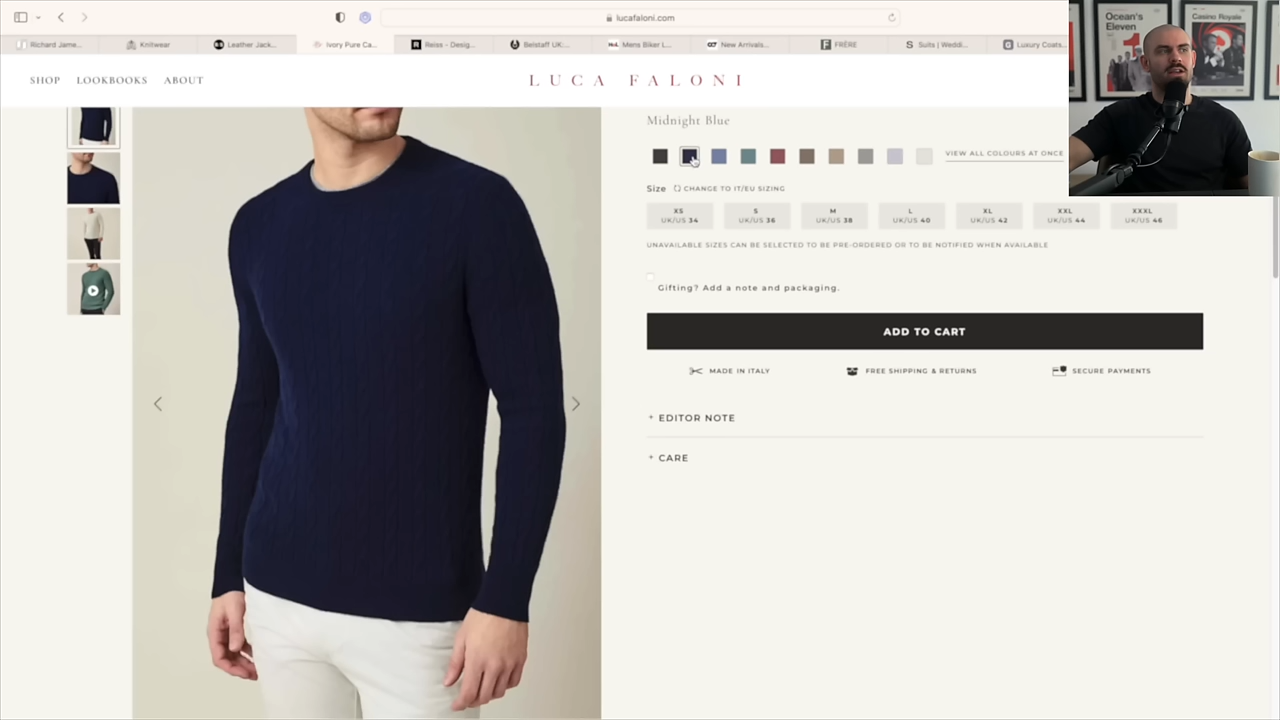 lucafaloni.com
Richard Jame...
Knitwear
Leather Jack...
Ivory Pure Ca...
Reiss - Desig...
Belstaff UK:...
Mens Biker L...
New Arrivals...
FRÈRE
Suits | Weddi...
Luxury Coats...
SHOP LOOKBOOKS ABOUT
LUCA FALONI
Ocean's
Eleven
Casino Royale
Midnight Blue
VIEW ALL COLOURS AT ONCE
Size CHANGE TO IT/EU SIZING
XS S M L XL XXL XXXL
UK/US 34 UK/US 36 UK/US 38 UK/US 40 UK/US 42 UK/US 44 UK/US 46
UNAVAILABLE SIZES CAN BE SELECTED TO BE PRE-ORDERED OR TO BE NOTIFIED WHEN AVAILABLE
Gifting? Add a note and packaging.
ADD TO CART
MADE IN ITALY FREE SHIPPING & RETURNS SECURE PAYMENTS
+ EDITOR NOTE
+ CARE